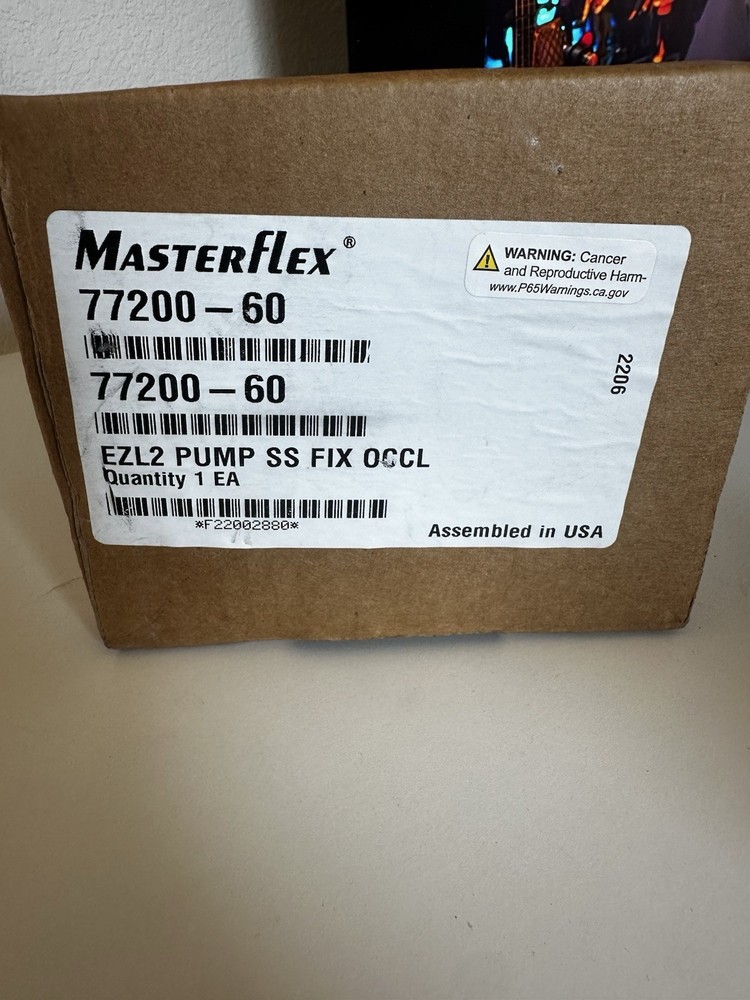 MASTERFLEX®
77200-60
77200-60
EZL2 PUMP SS FIX OCCL
Quantity 1 EA
*F22002880*
WARNING: Cancer
and Reproductive Harm-
www.P65Warnings.ca.gov
2206
Assembled in USA